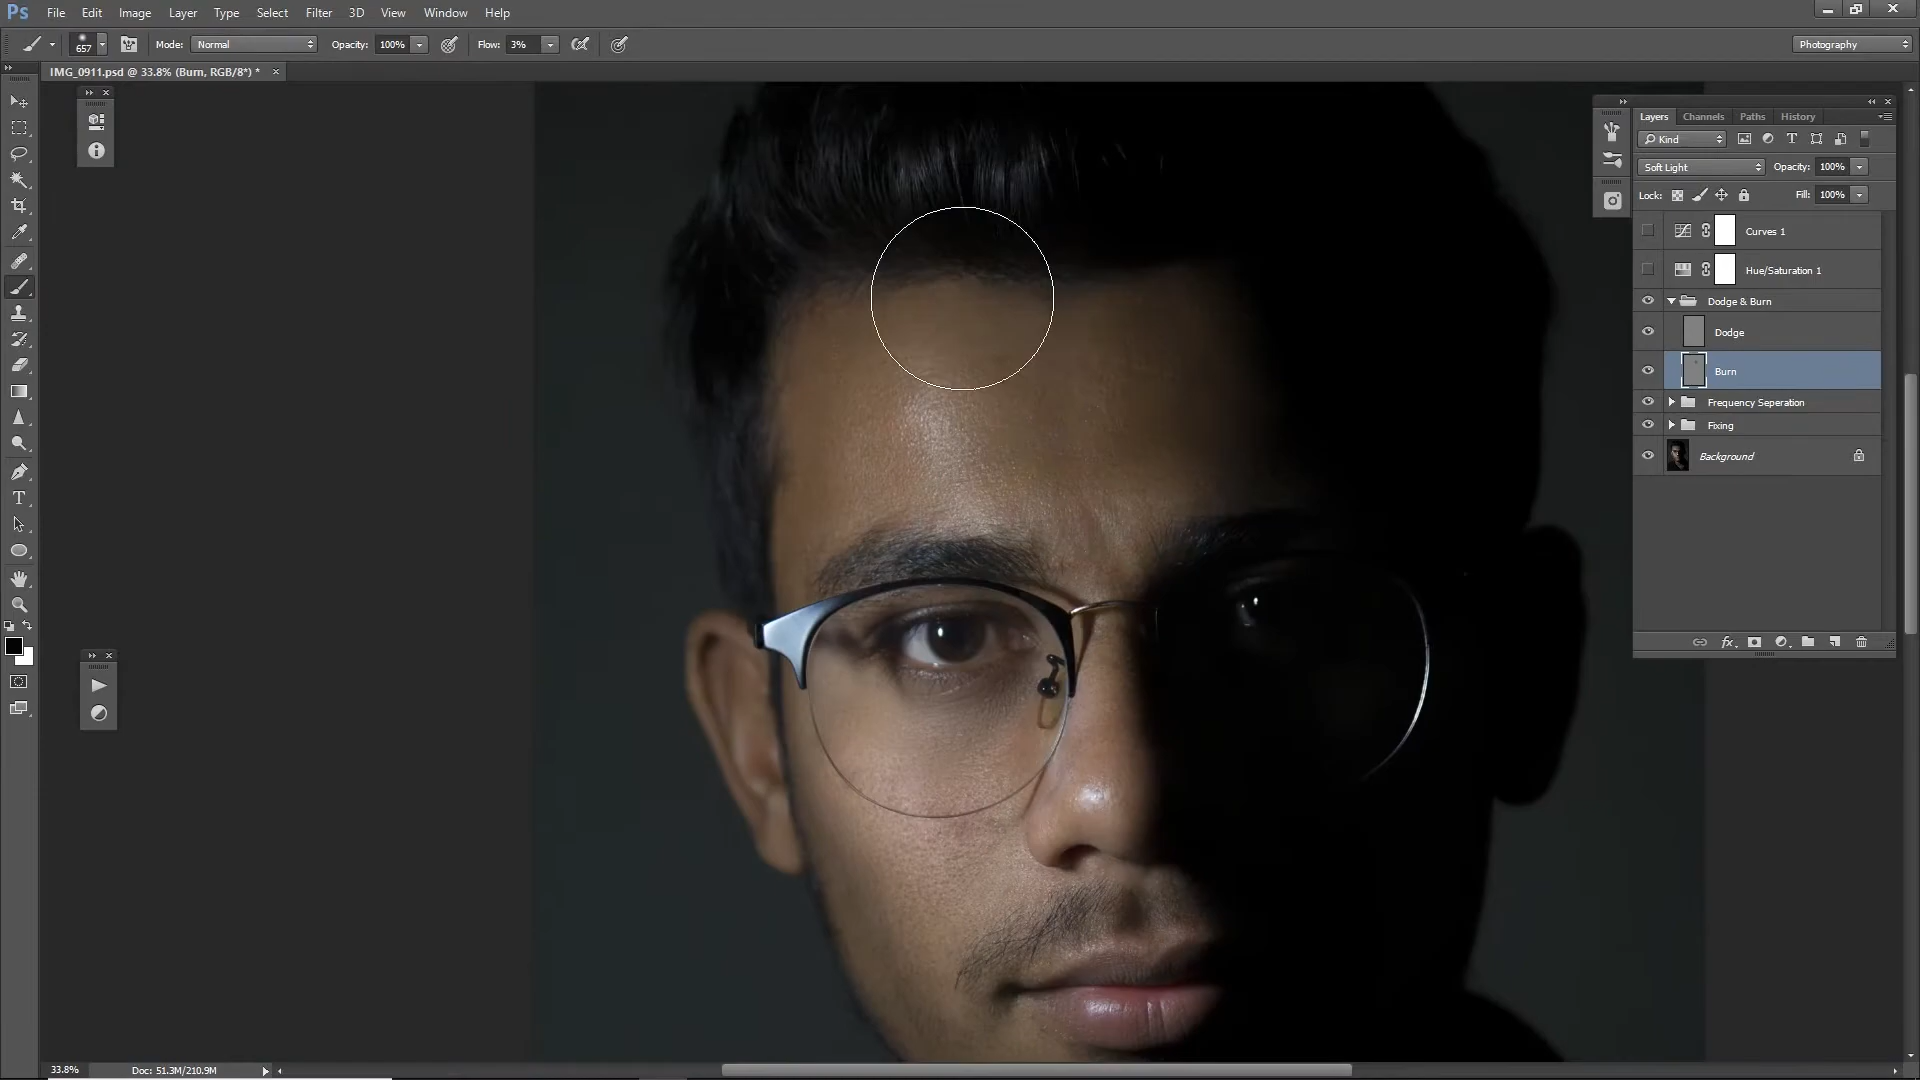 Ps File Edit Image Layer Type Select Filter 3D View Window Help
657 Mode: Normal Opacity: 100% Flow: 3% Photography
IMG_0911.psd @ 33.8% (Burn, RGB/8*) *
Layers Channels Paths History
Kind
Soft Light Opacity: 100%
Lock: Fill: 100%
Curves 1
Hue/Saturation 1
Dodge & Burn
Dodge
Burn
Frequency Seperation
Fixing
Background
33.8% Doc: 51.3M/210.9M